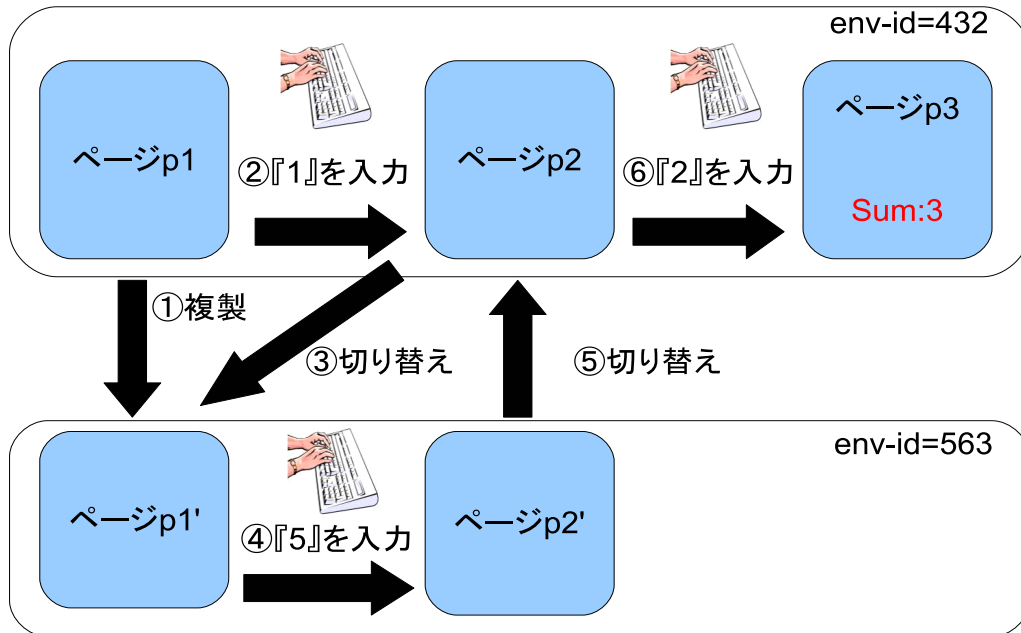 env-id=432
ページp1
②『1』を入力
ページp2
⑥『2』を入力
ページp3
Sum:3
①複製
③切り替え
⑤切り替え
env-id=563
ページp1'
④『5』を入力
ページp2'